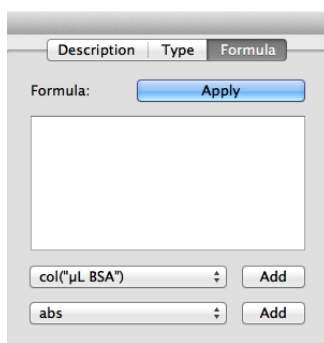 Description Type Formula
Formula: Apply
col("µL BSA") Add
abs Add